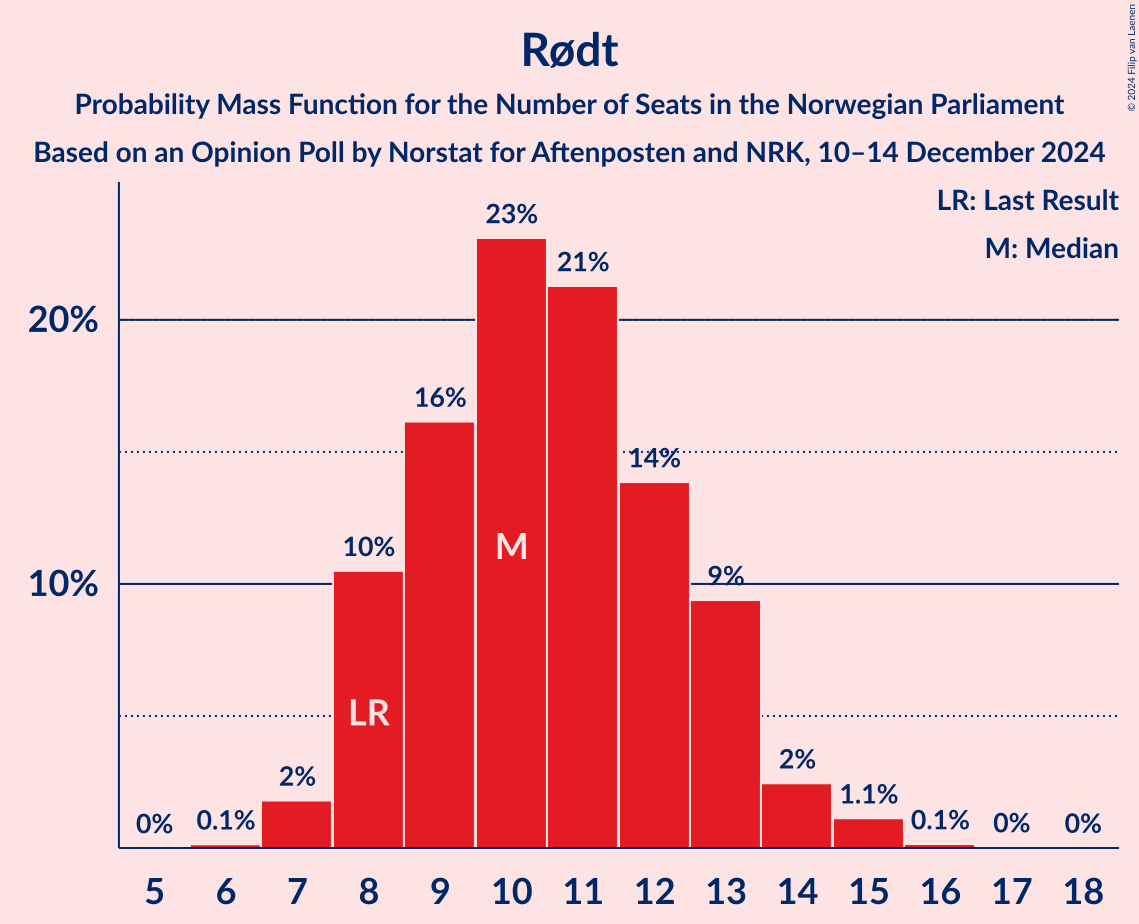 Rødt
Probability Mass Function for the Number of Seats in the Norwegian Parliament
Based on an Opinion Poll by Norstat for Aftenposten and NRK, 10–14 December 2024
© 2024 Filip van Laenen
LR: Last Result
M: Median
20%
10%
0%
0.1%
2%
10%
16%
23%
21%
14%
9%
2%
1.1%
0.1%
0%
0%
LR
M
5 6 7 8 9 10 11 12 13 14 15 16 17 18